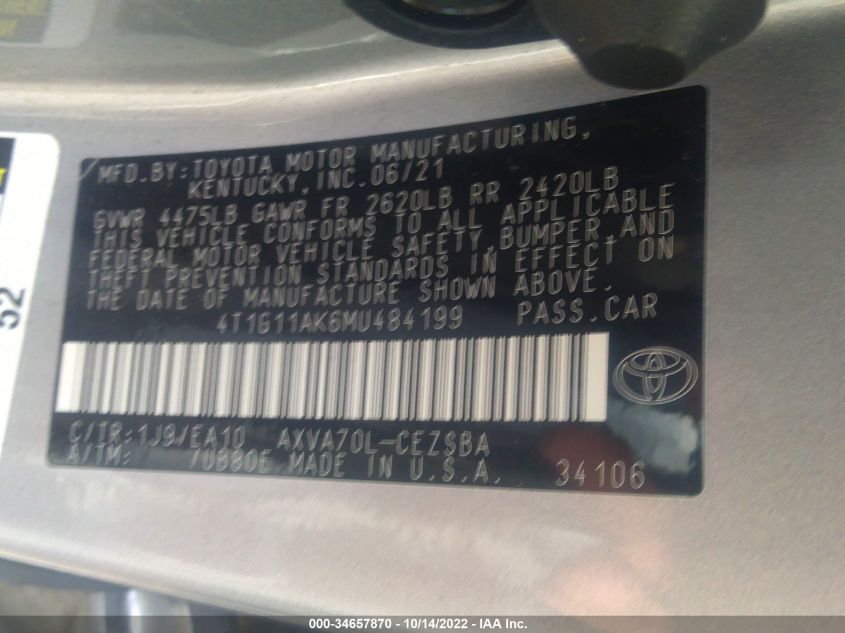 MFD.BY:TOYOTA MOTOR MANUFACTURING,
KENTUCKY,INC.06/21
GVWR 4475LB GAWR FR 2620LB RR 2420LB
THIS VEHICLE CONFORMS TO ALL APPLICABLE
FEDERAL MOTOR VEHICLE SAFETY,BUMPER,AND
THEFT PREVENTION STANDARDS IN EFFECT ON
THE DATE OF MANUFACTURE SHOWN ABOVE.
4T1G11AK6MU484199 PASS.CAR
C/TR:1J9/EA10 AXVA70L-CEZSBA
A/TM: 70880E MADE IN U.S.A. 34106
52
000-34657870 - 10/14/2022 - IAA Inc.